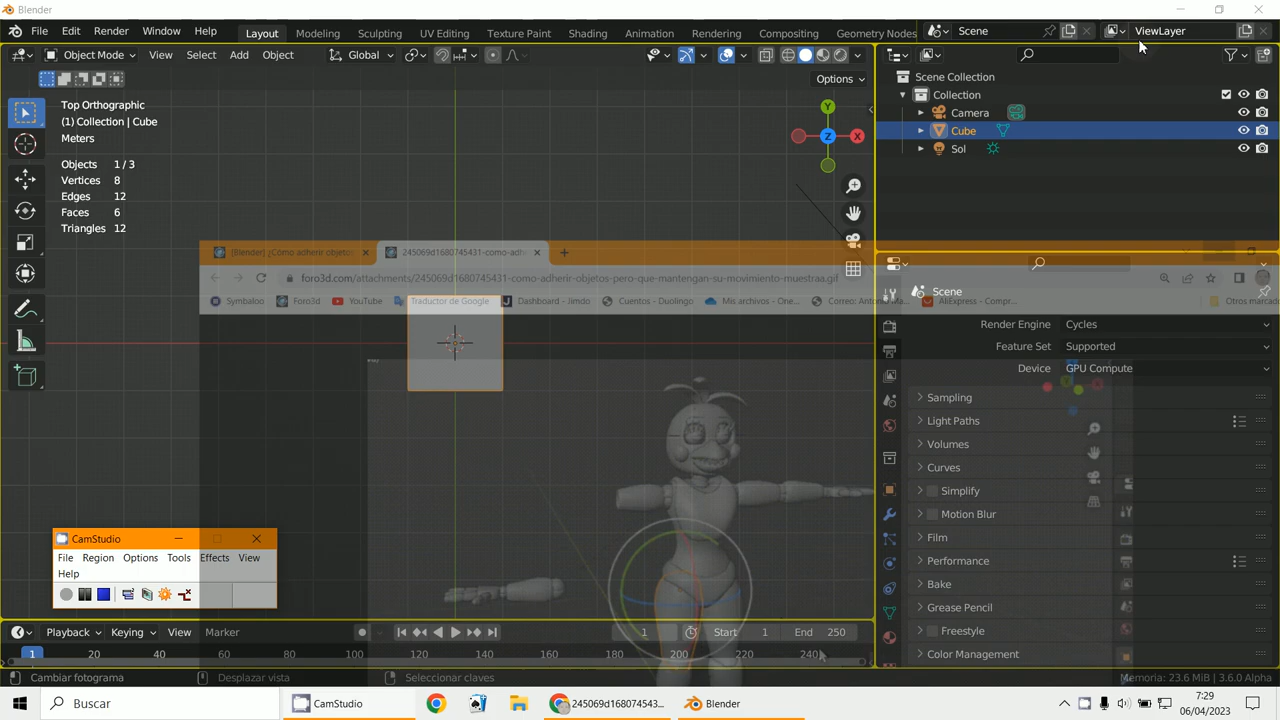 Blender
File Edit Render Window Help
Layout Modeling Sculpting UV Editing Texture Paint Shading Animation Rendering Compositing Geometry Nodes
Scene
ViewLayer
Object Mode View Select Add Object
Global
Options
Top Orthographic
(1) Collection | Cube
Meters
Objects 1 / 3
Vertices 8
Edges 12
Faces 6
Triangles 12
Y
Z
X
Scene Collection
Collection
Camera
Cube
Sol
[Blender] ¿Cómo adherir objetos
245069d1680745431-como-adh
foro3d.com/attachments/245069d1680745431-como-adherir-objetos-pero-que-mantengan-su-movimiento-muestraa.gif
Symbaloo Foro3d YouTube Traductor de Google Dashboard - Jimdo Cuentos - Duolingo Mis archivos - One... Correo: Antonio Ma... AliExpress - Compr... Otros marcado
Scene
Render Engine Cycles
Feature Set Supported
Device GPU Compute
Sampling
Light Paths
Volumes
Curves
Simplify
Motion Blur
Film
Performance
Bake
Grease Pencil
Freestyle
Color Management
CamStudio
File Region Options Tools Effects View
Help
Playback Keying View Marker
1 Start 1 End 250
1 20 40 60 80 100 120 140 160 180 200 220 240
Cambiar fotograma Desplazar vista Seleccionar claves
Memoria: 23.6 MiB | 3.6.0 Alpha
Buscar
CamStudio
245069d168074543...
Blender
7:29
06/04/2023